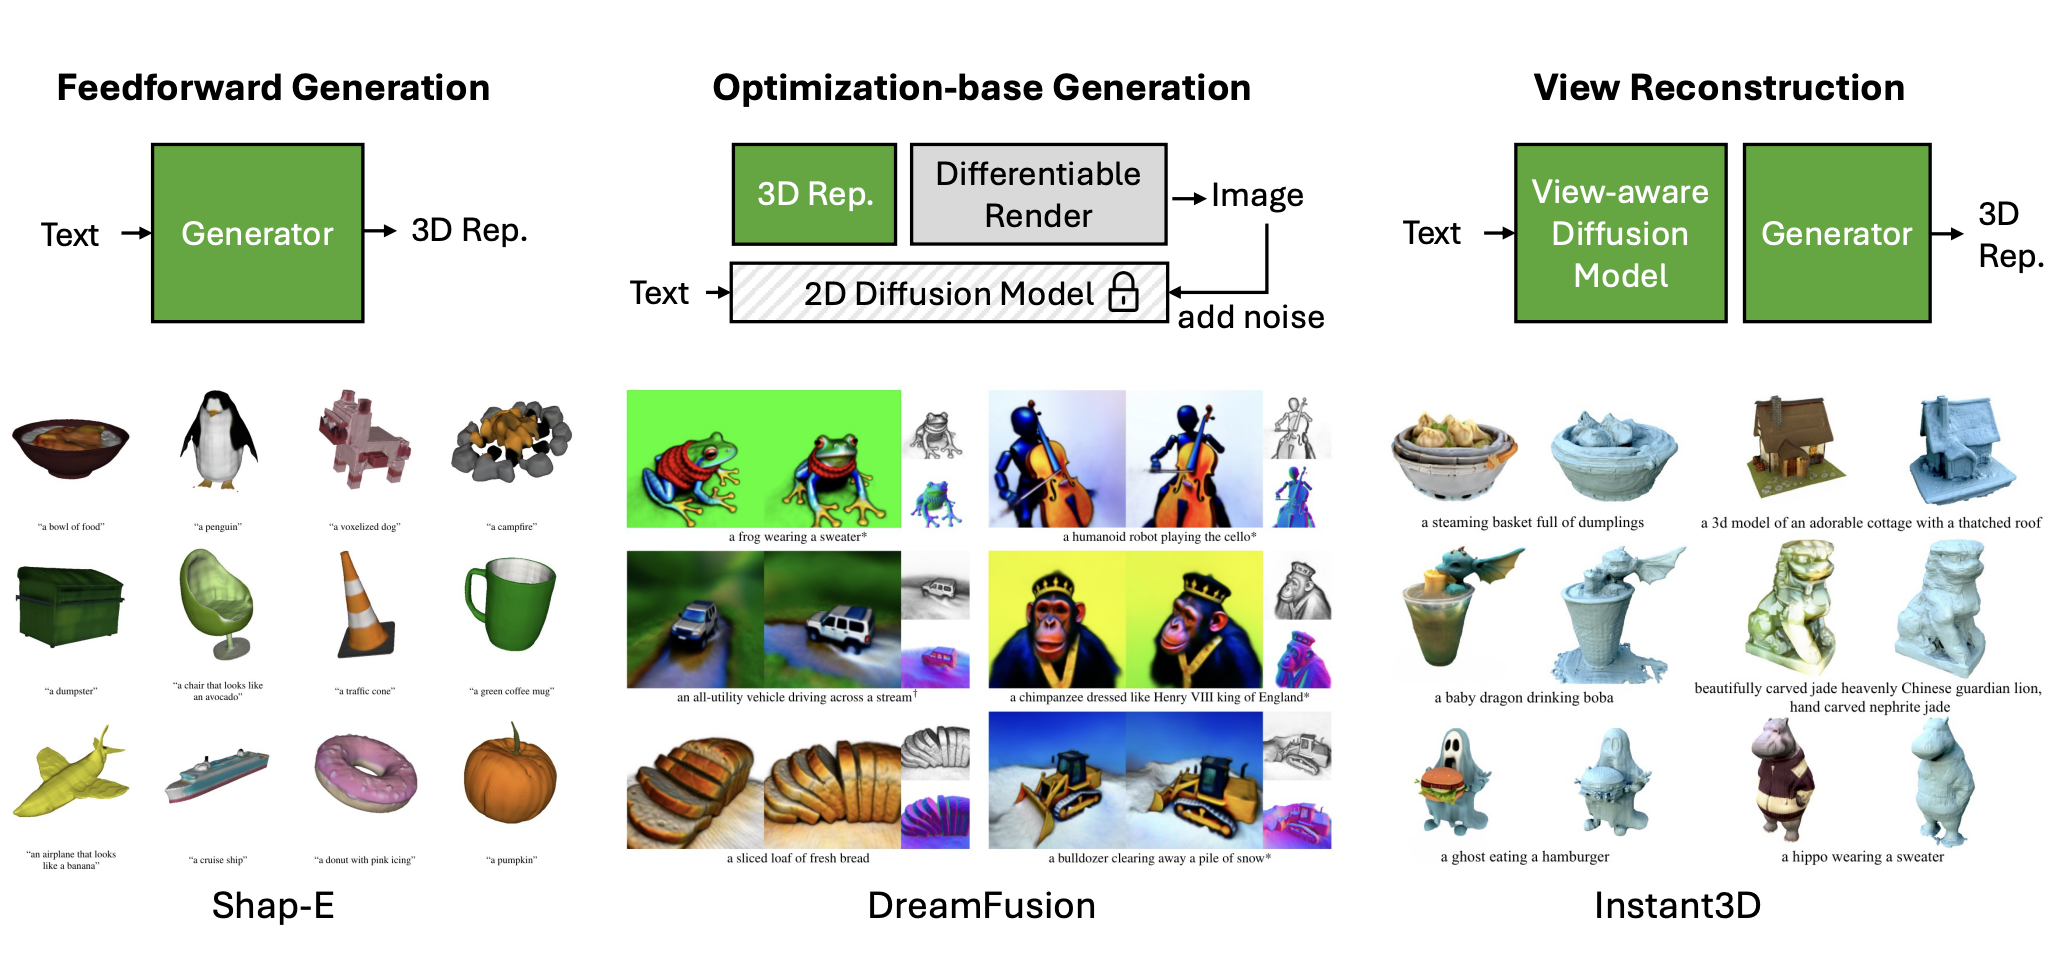 Feedforward Generation
Text
Generator
3D Rep.
"a bowl of food"
"a penguin"
"a voxelized dog"
"a campfire"
"a dumpster"
"a chair that looks like
an avocado"
"a traffic cone"
"a green coffee mug"
"an airplane that looks
like a banana"
"a cruise ship"
"a donut with pink icing"
"a pumpkin"
Shap-E
Optimization-base Generation
3D Rep.
Differentiable
Render
Image
Text
2D Diffusion Model
add noise
a frog wearing a sweater*
a humanoid robot playing the cello*
an all-utility vehicle driving across a stream†
a chimpanzee dressed like Henry VIII king of England*
a sliced loaf of fresh bread
a bulldozer clearing away a pile of snow*
DreamFusion
View Reconstruction
Text
View-aware
Diffusion
Model
Generator
3D
Rep.
a steaming basket full of dumplings
a 3d model of an adorable cottage with a thatched roof
a baby dragon drinking boba
beautifully carved jade heavenly Chinese guardian lion,
hand carved nephrite jade
a ghost eating a hamburger
a hippo wearing a sweater
Instant3D